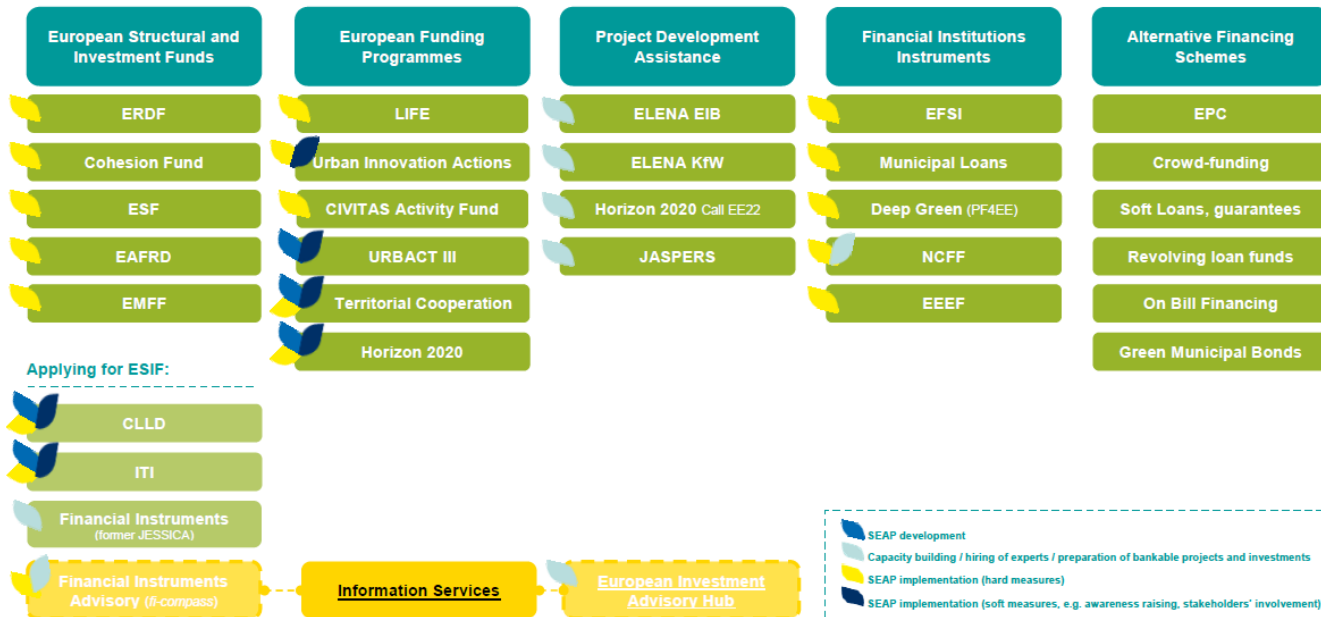 European Structural and
Investment Funds
ERDF
Cohesion Fund
ESF
EAFRD
EMFF
Applying for ESIF:
CLLD
ITI
Financial Instruments
(former JESSICA)
Financial Instruments
Advisory (fi-compass)
European Funding
Programmes
LIFE
Urban Innovation Actions
CIVITAS Activity Fund
URBACT III
Territorial Cooperation
Horizon 2020
Information Services
Project Development
Assistance
ELENA EIB
ELENA KfW
Horizon 2020 Call EE22
JASPERS
European Investment
Advisory Hub
Financial Institutions
Instruments
EFSI
Municipal Loans
Deep Green (PF4EE)
NCFF
EEEF
Alternative Financing
Schemes
EPC
Crowd-funding
Soft Loans, guarantees
Revolving loan funds
On Bill Financing
Green Municipal Bonds
SEAP development
Capacity building / hiring of experts / preparation of bankable projects and investments
SEAP implementation (hard measures)
SEAP implementation (soft measures, e.g. awareness raising, stakeholders' involvement)